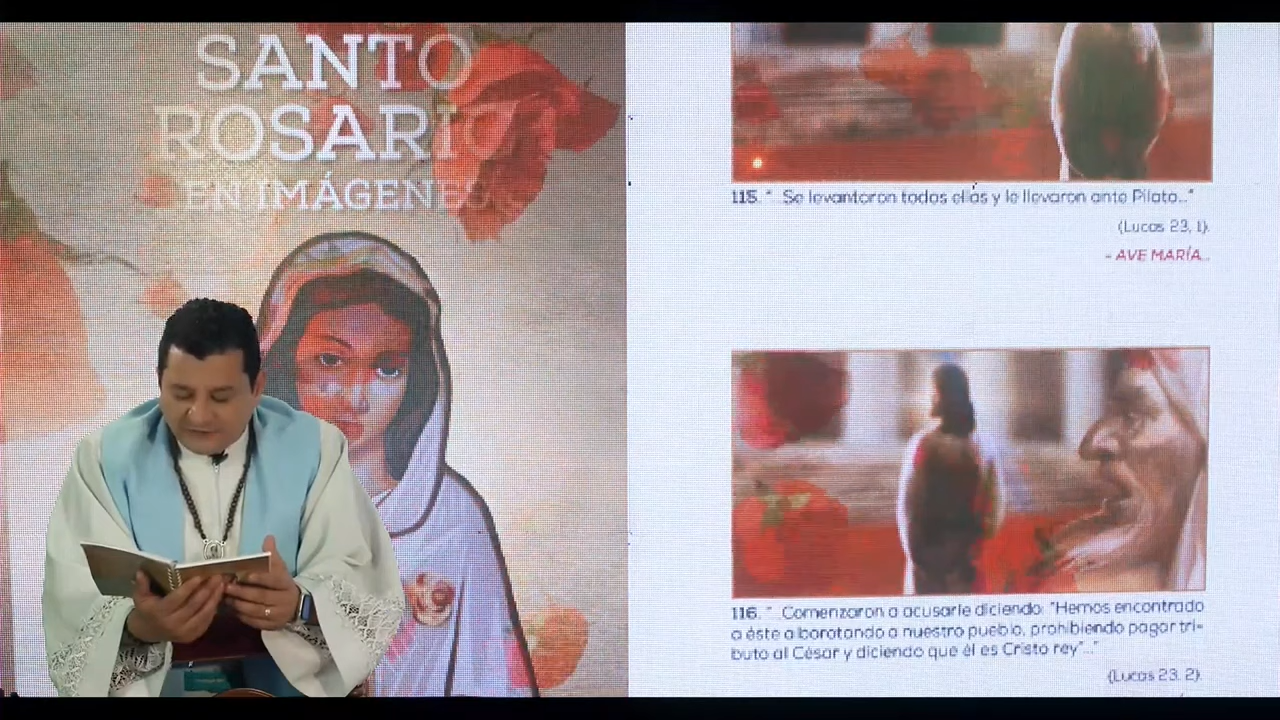 SANTO
ROSARIO
EN IMÁGENES
115. "...Se levantaron todos ellos y le llevaron ante Pilato..."
(Lucas 23, 1).
- AVE MARÍA...
116. "...Comenzaron a acusarle diciendo: "Hemos encontrado
a éste alborotando a nuestro pueblo, prohibiendo pagar tri-
buto al César y diciendo que él es Cristo rey"..."
(Lucas 23, 2).